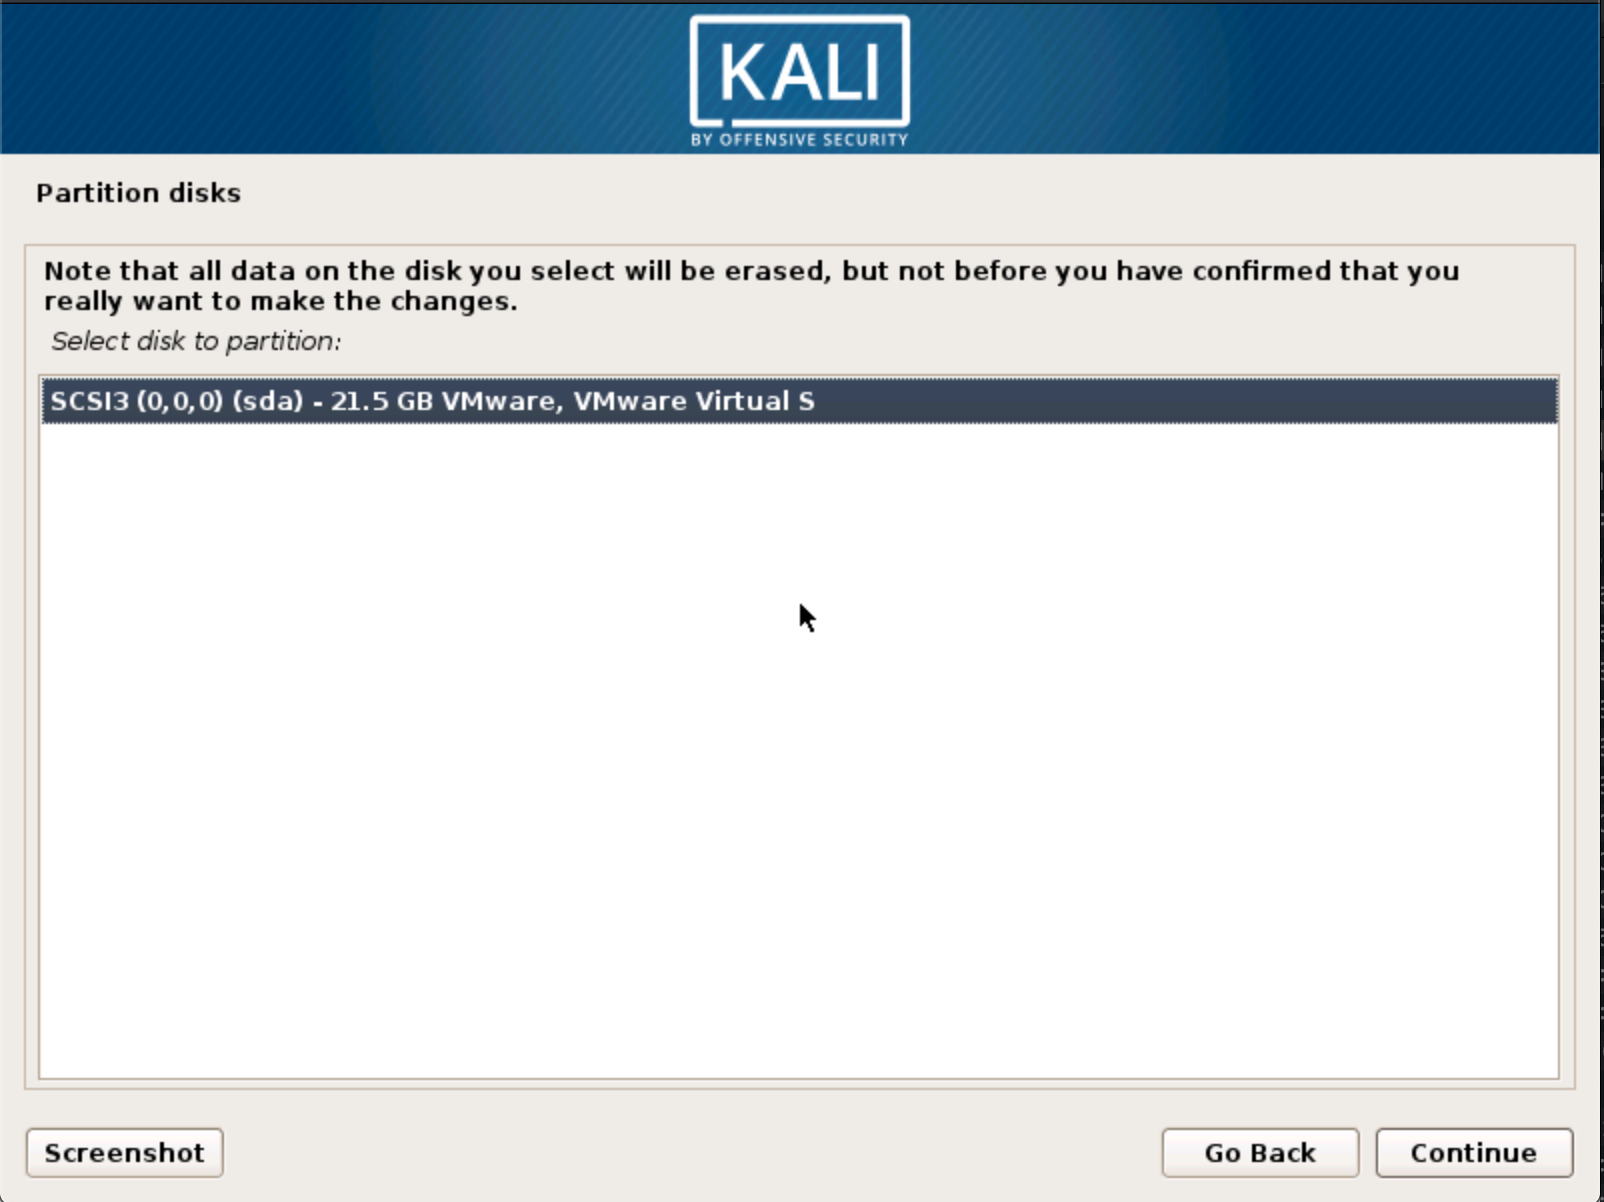 KALI
BY OFFENSIVE SECURITY
Partition disks
Note that all data on the disk you select will be erased, but not before you have confirmed that you
really want to make the changes.
Select disk to partition:
SCSI3 (0,0,0) (sda) - 21.5 GB VMware, VMware Virtual S
Screenshot
Go Back
Continue